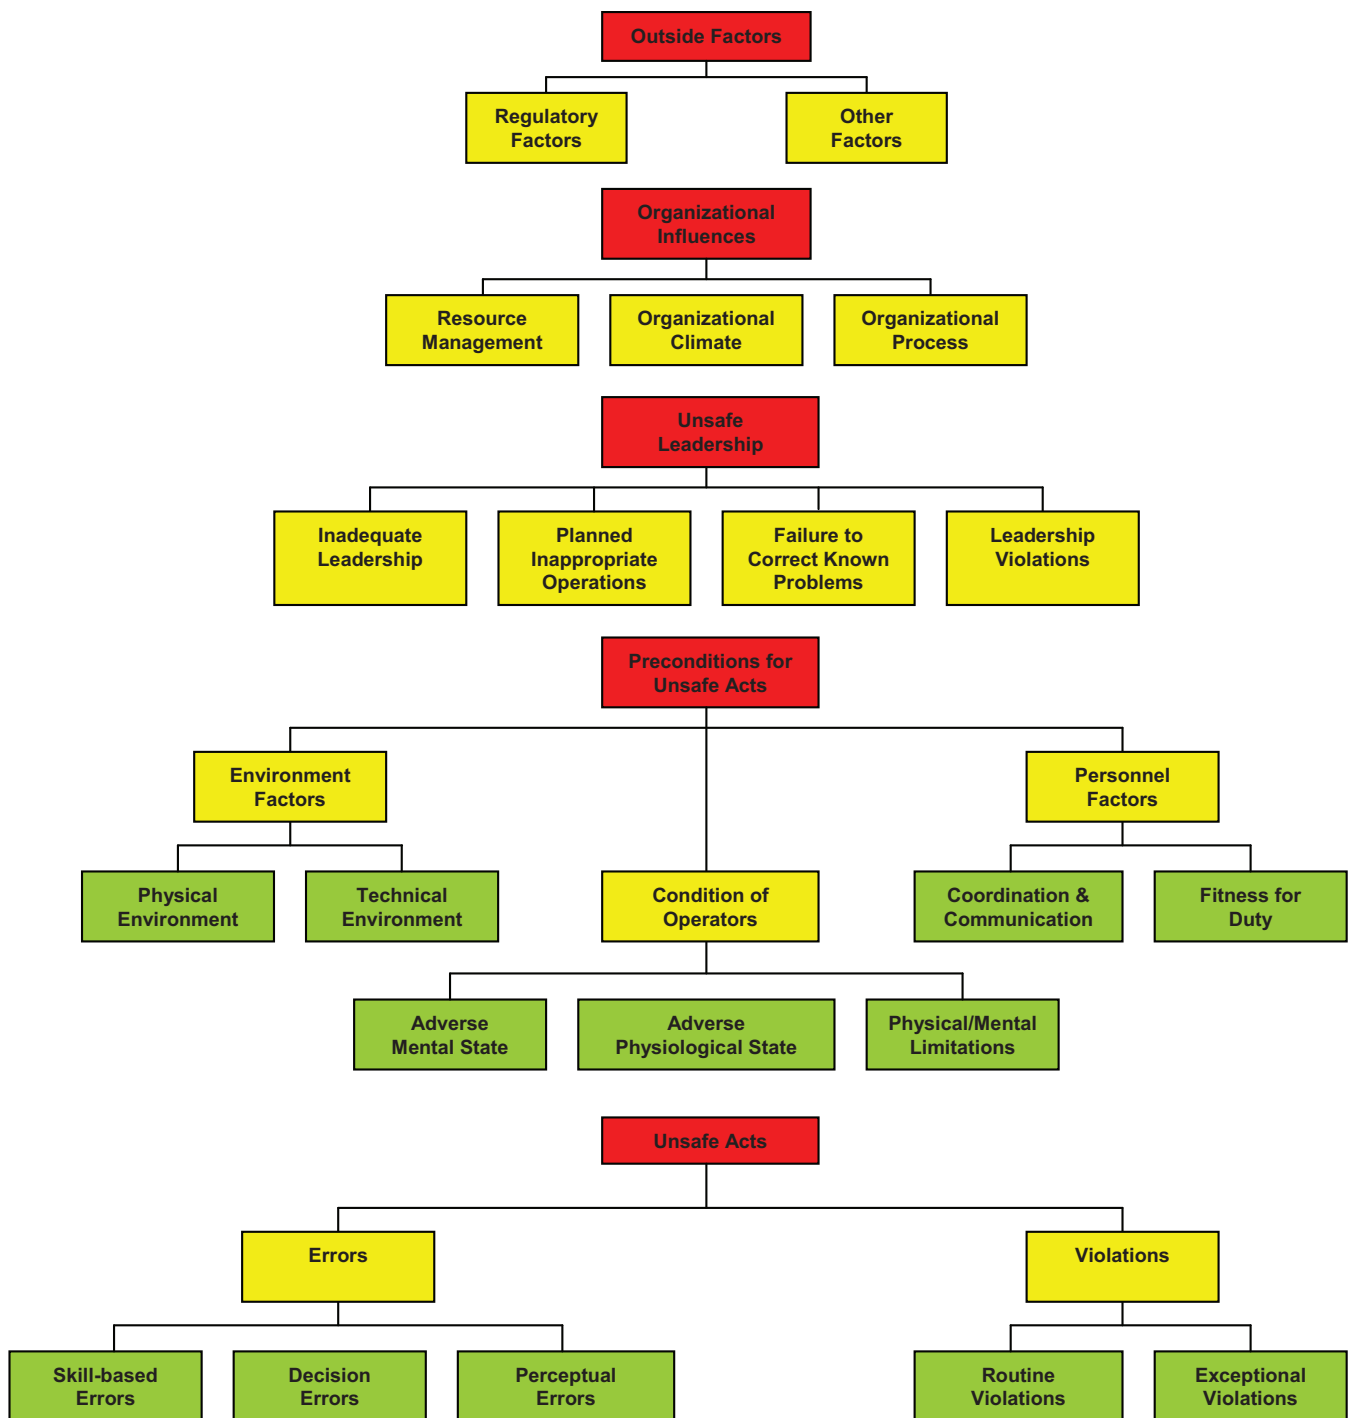 Outside Factors
Regulatory
Factors
Other
Factors
Organizational
Influences
Resource
Management
Organizational
Climate
Organizational
Process
Unsafe
Leadership
Inadequate
Leadership
Planned
Inappropriate
Operations
Failure to
Correct Known
Problems
Leadership
Violations
Preconditions for
Unsafe Acts
Environment
Factors
Personnel
Factors
Physical
Environment
Technical
Environment
Condition of
Operators
Coordination &
Communication
Fitness for
Duty
Adverse
Mental State
Adverse
Physiological State
Physical/Mental
Limitations
Unsafe Acts
Errors
Violations
Skill-based
Errors
Decision
Errors
Perceptual
Errors
Routine
Violations
Exceptional
Violations